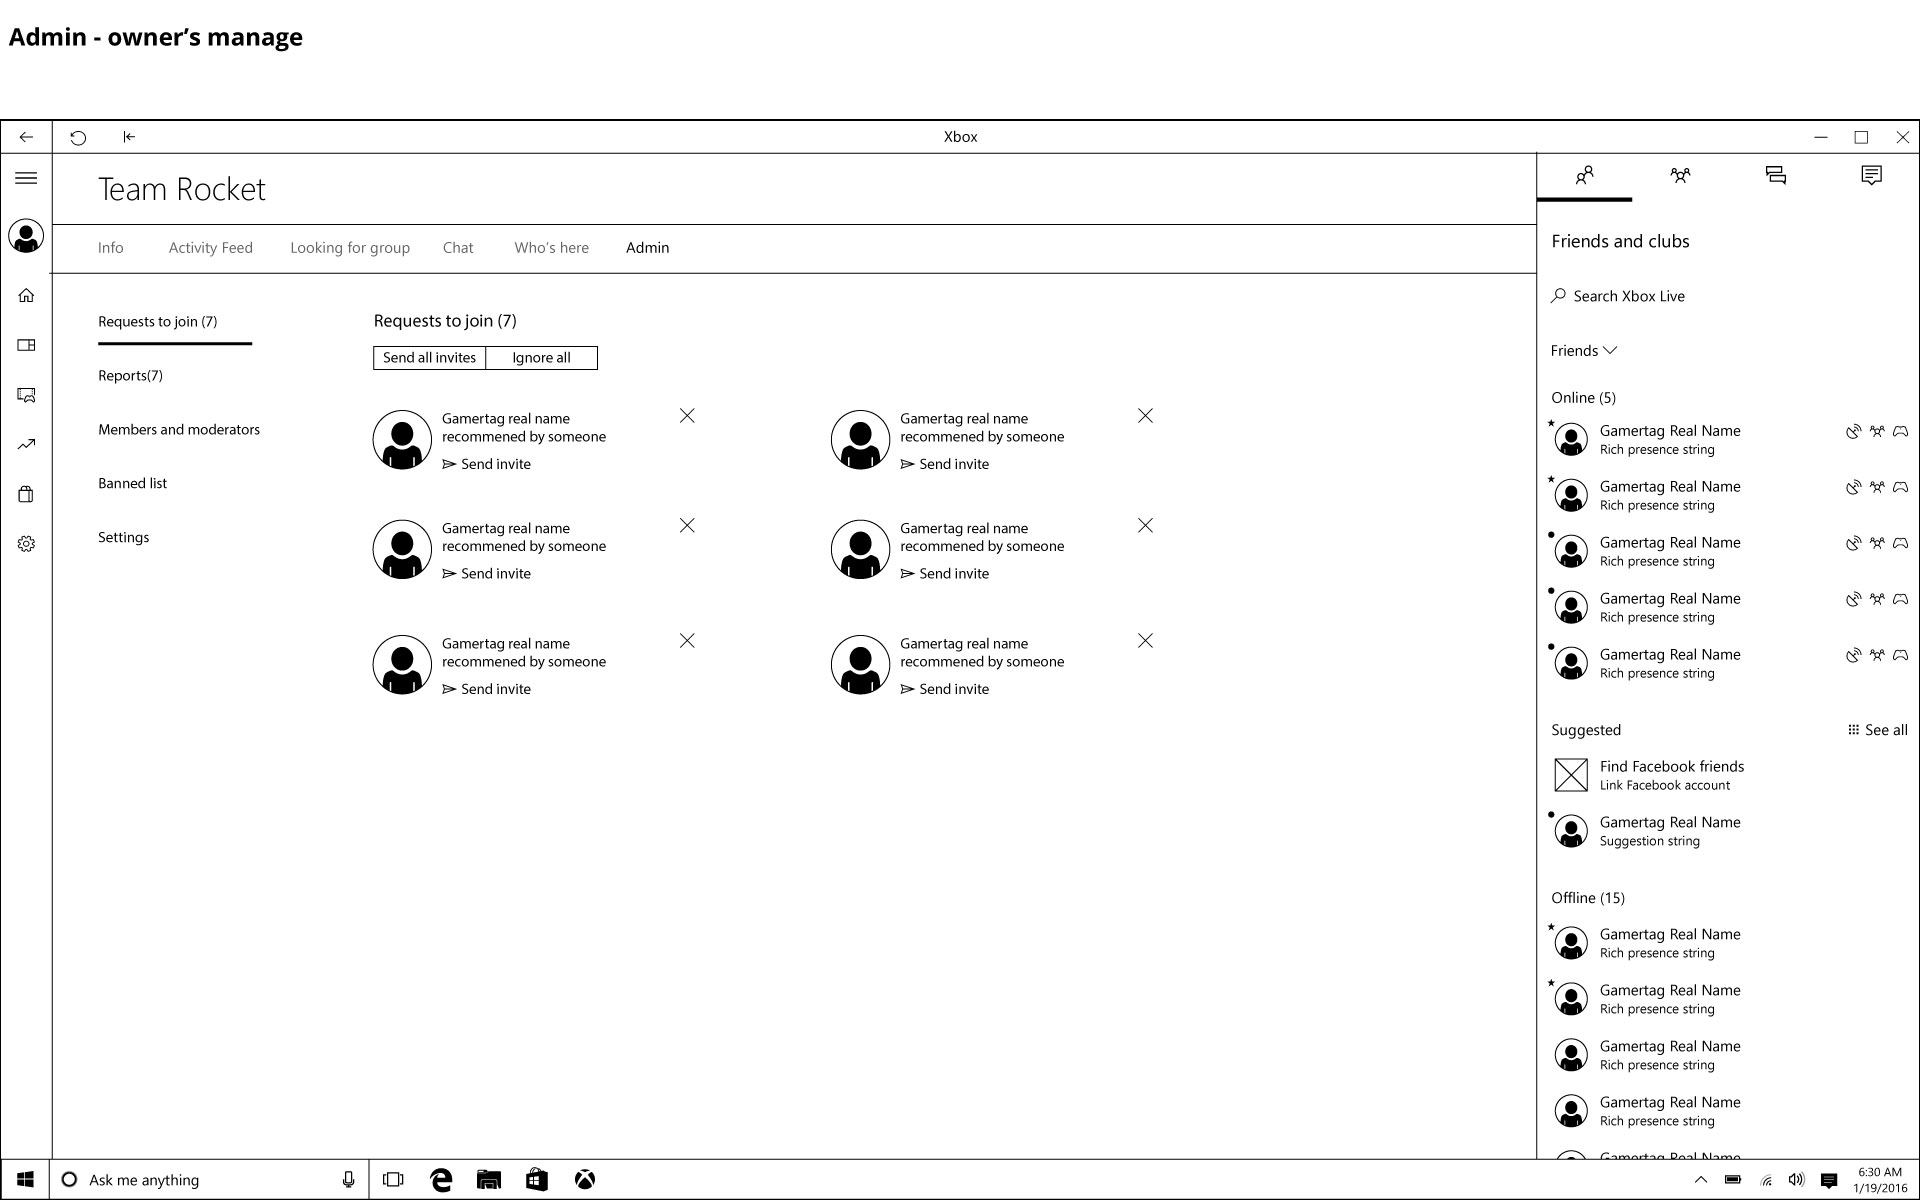 Admin - owner’s manage
Xbox
Team Rocket
Info
Activity Feed
Looking for group
Chat
Who’s here
Admin
Requests to join (7)
Reports(7)
Members and moderators
Banned list
Settings
Requests to join (7)
Send all invites
Ignore all
Gamertag real name
recommened by someone
Send invite
Gamertag real name
recommened by someone
Send invite
Gamertag real name
recommened by someone
Send invite
Gamertag real name
recommened by someone
Send invite
Gamertag real name
recommened by someone
Send invite
Gamertag real name
recommened by someone
Send invite
Friends and clubs
Search Xbox Live
Friends
Online (5)
Gamertag Real Name
Rich presence string
Gamertag Real Name
Rich presence string
Gamertag Real Name
Rich presence string
Gamertag Real Name
Rich presence string
Gamertag Real Name
Rich presence string
Suggested
See all
Find Facebook friends
Link Facebook account
Gamertag Real Name
Suggestion string
Offline (15)
Gamertag Real Name
Rich presence string
Gamertag Real Name
Rich presence string
Gamertag Real Name
Rich presence string
Gamertag Real Name
Rich presence string
Gamertag Real Name
Ask me anything
6:30 AM
1/19/2016